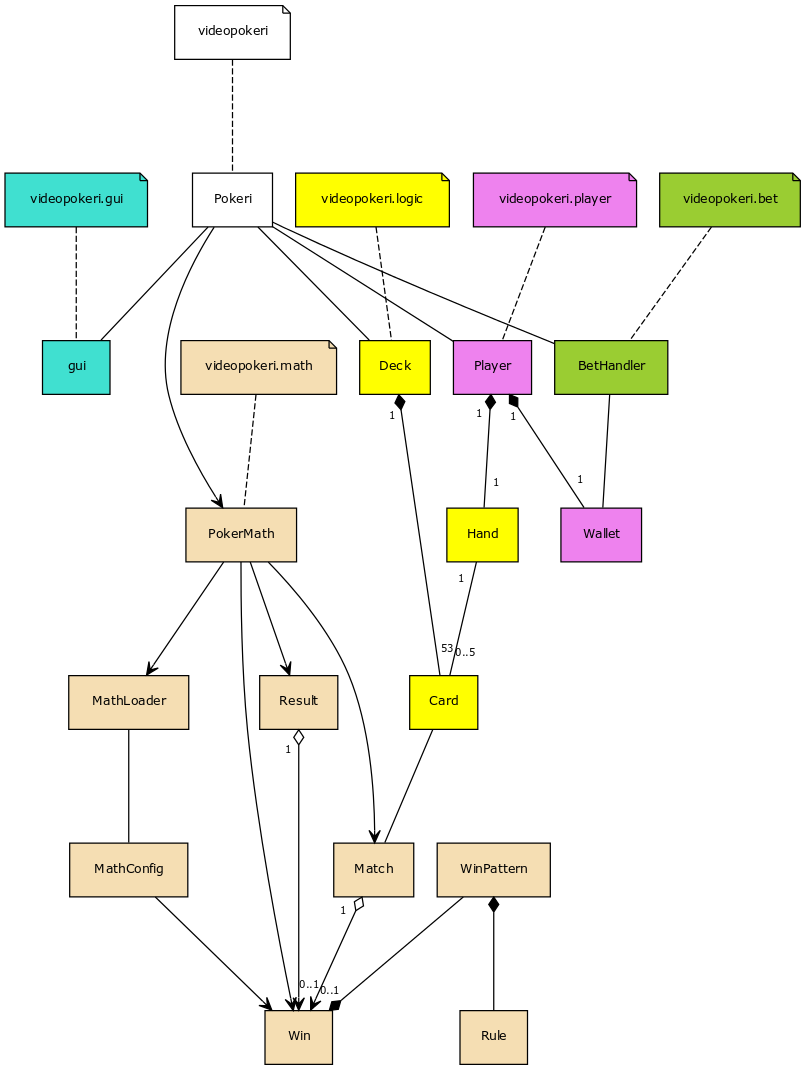 videopokeri
videopokeri.gui
Pokeri
videopokeri.logic
videopokeri.player
videopokeri.bet
gui
videopokeri.math
Deck
Player
BetHandler
1
1
1
1
1
PokerMath
Hand
Wallet
1
53
0..5
MathLoader
Result
Card
1
MathConfig
Match
WinPattern
1
0..1
0..1
Win
Rule